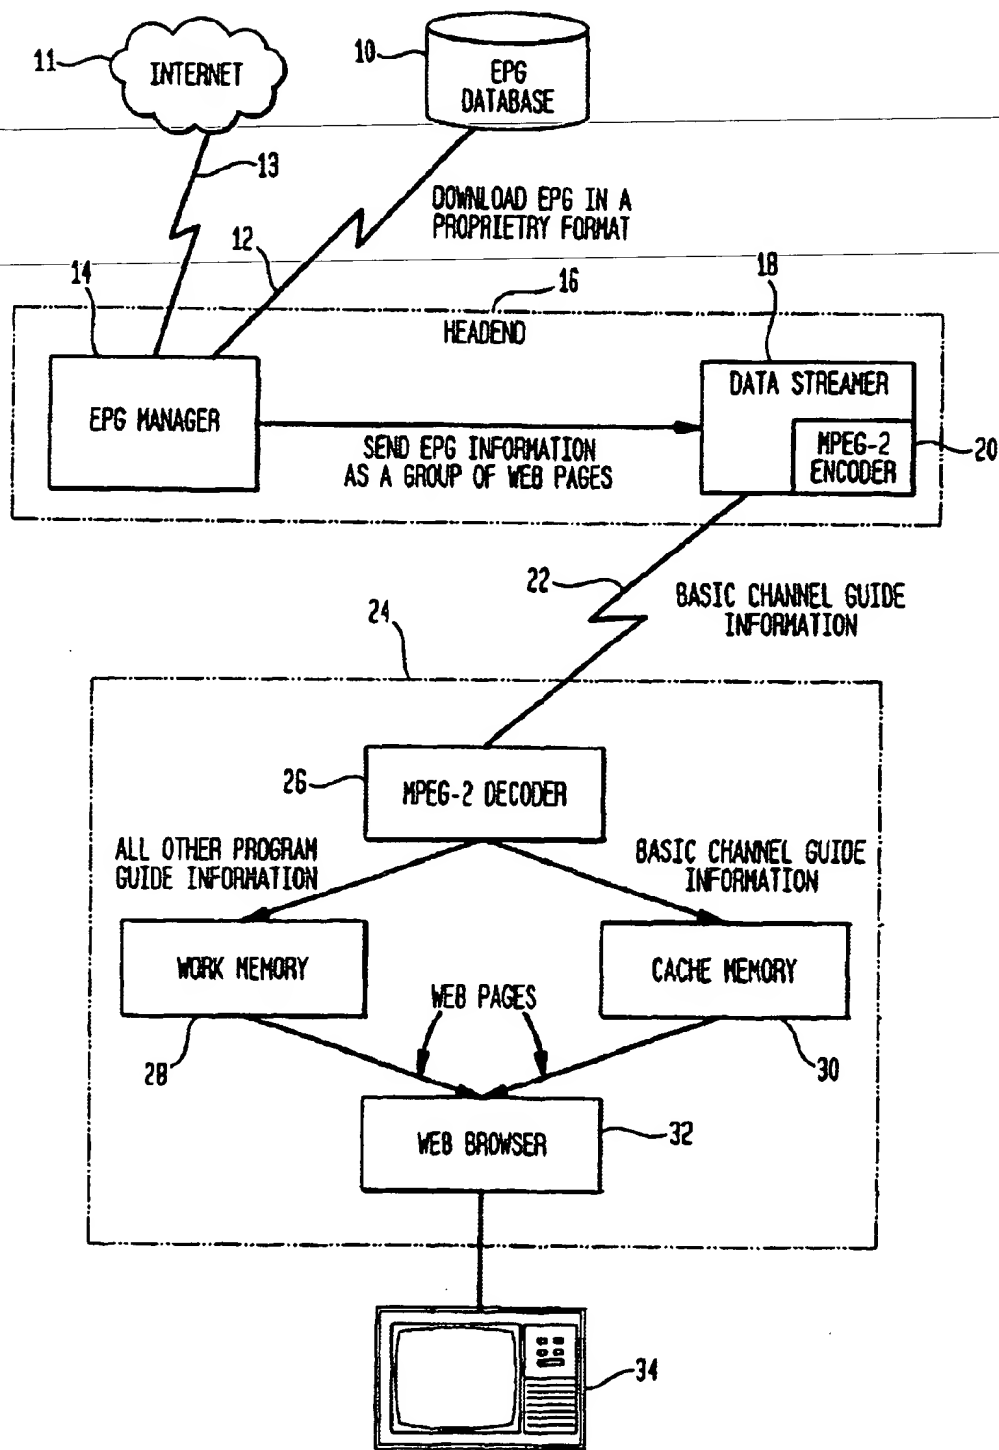 11
INTERNET
10
EPG
DATABASE
13
DOWNLOAD EPG IN A
PROPRIETRY FORMAT
12
14
16
18
HEADEND
EPG MANAGER
DATA STREAMER
SEND EPG INFORMATION
AS A GROUP OF WEB PAGES
MPEG-2
ENCODER
20
22
BASIC CHANNEL GUIDE
INFORMATION
24
26
MPEG-2 DECODER
ALL OTHER PROGRAM
GUIDE INFORMATION
BASIC CHANNEL GUIDE
INFORMATION
WORK MEMORY
CACHE MEMORY
WEB PAGES
28
30
WEB BROWSER
32
34